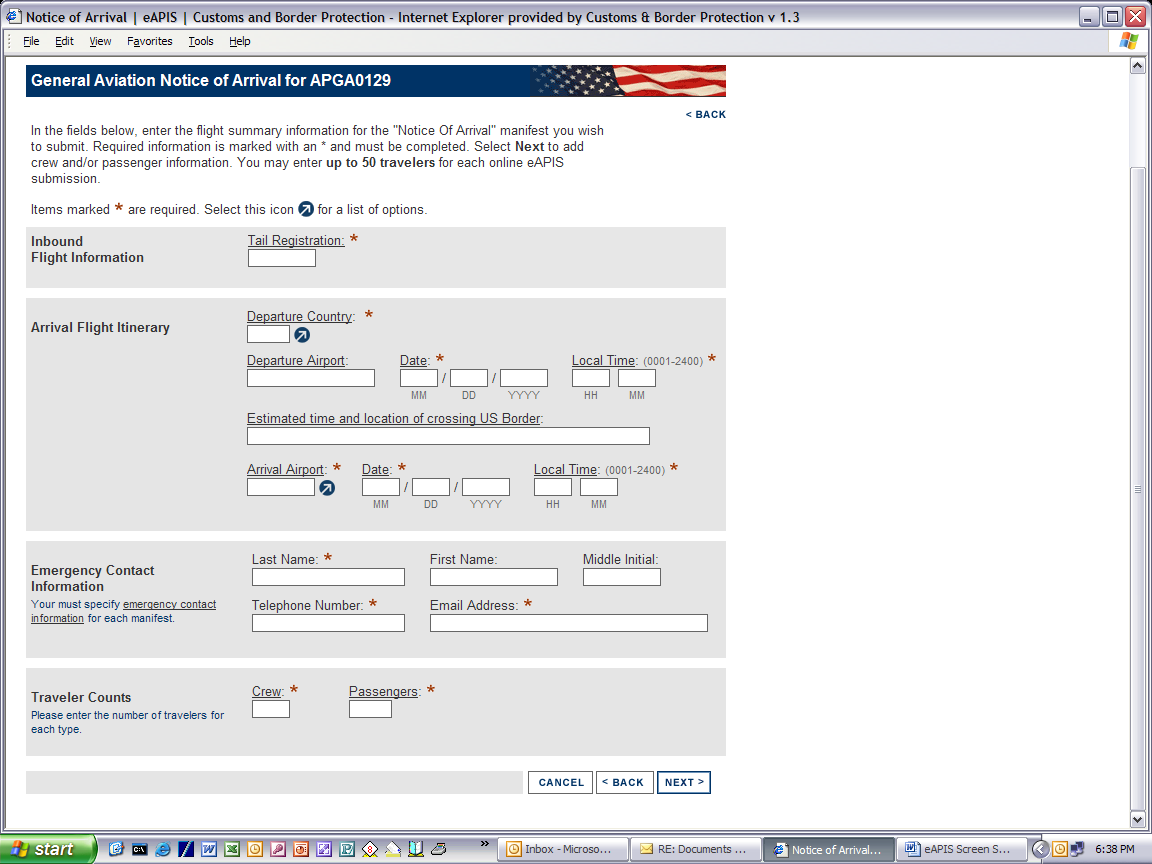 Notice of Arrival | eAPIS | Customs and Border Protection - Internet Explorer provided by Customs & Border Protection v 1.3
File Edit View Favorites Tools Help
General Aviation Notice of Arrival for APGA0129
< BACK
In the fields below, enter the flight summary information for the "Notice Of Arrival" manifest you wish
to submit. Required information is marked with an * and must be completed. Select Next to add
crew and/or passenger information. You may enter up to 50 travelers for each online eAPIS
submission.
Items marked * are required. Select this icon for a list of options.
Inbound
Flight Information
Tail Registration: *
Arrival Flight Itinerary
Departure Country: *
Departure Airport: Date: * Local Time: (0001-2400) *
/ /
MM DD YYYY HH MM
Estimated time and location of crossing US Border:
Arrival Airport: * Date: * Local Time: (0001-2400) *
/ /
MM DD YYYY HH MM
Emergency Contact
Information
Your must specify emergency contact
information for each manifest.
Last Name: * First Name: Middle Initial:
Telephone Number: * Email Address: *
Traveler Counts
Please enter the number of travelers for
each type.
Crew: * Passengers: *
CANCEL < BACK NEXT >
start C:\ » Inbox - Microso... RE: Documents ... Notice of Arrival... eAPIS Screen S... 6:38 PM